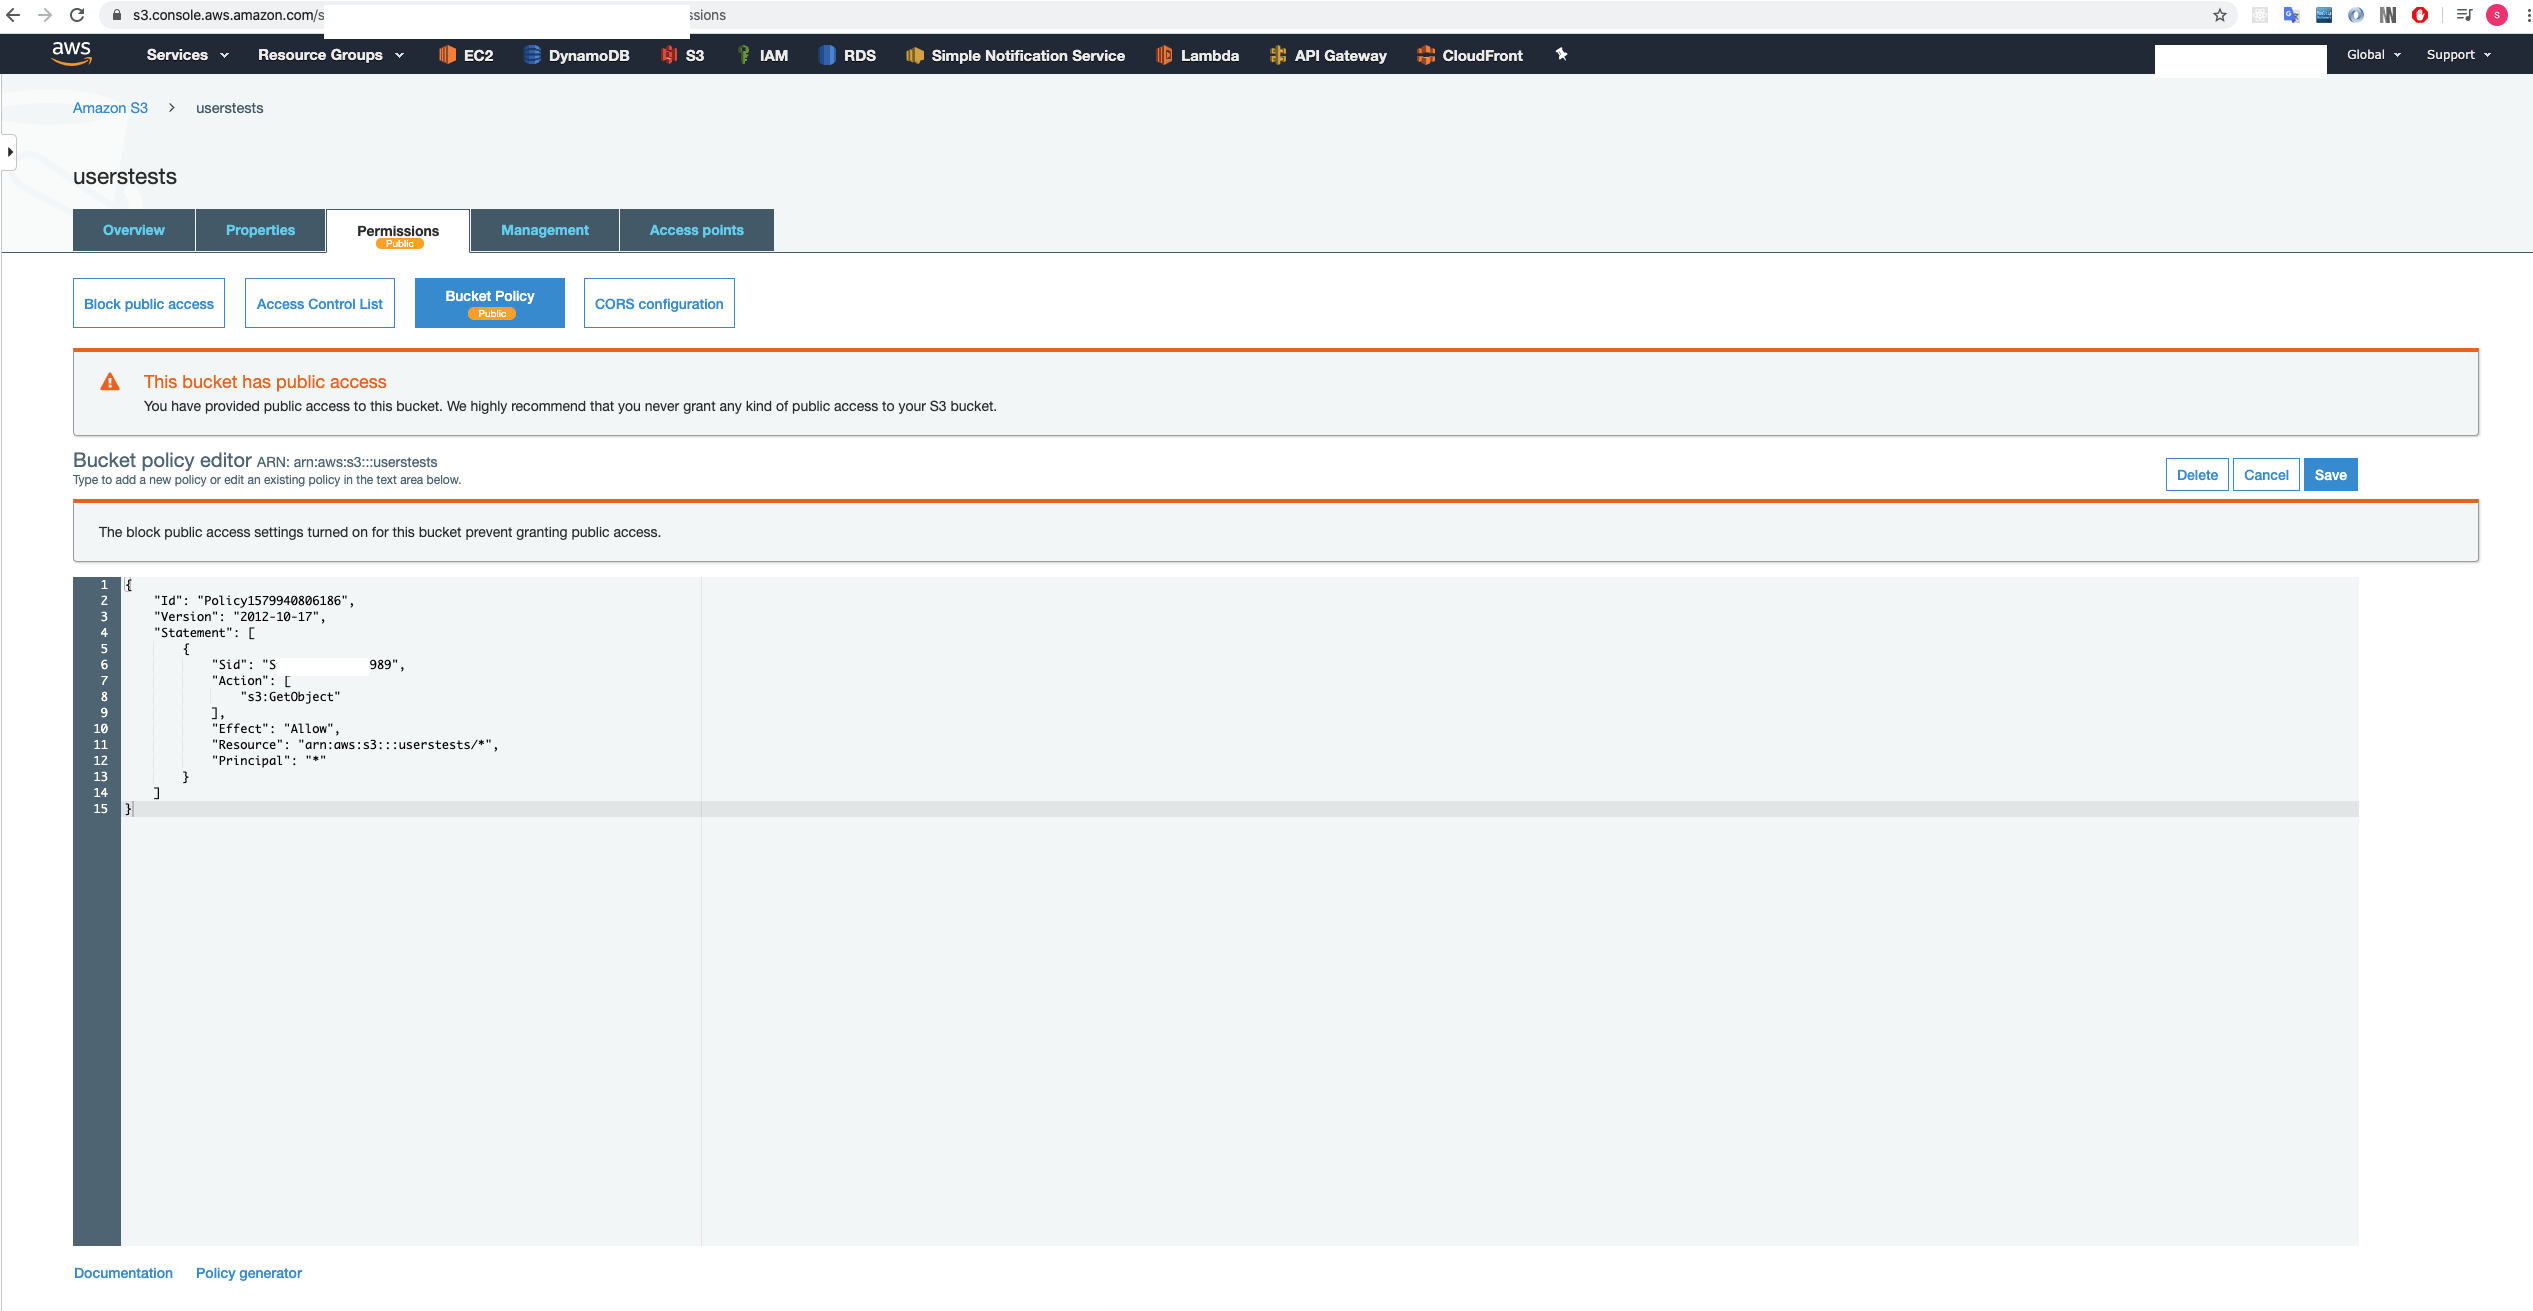 s3.console.aws.amazon.com/s ssions
aws Services Resource Groups EC2 DynamoDB S3 IAM RDS Simple Notification Service Lambda API Gateway CloudFront Global Support
Amazon S3 > userstests
userstests
Overview Properties Permissions Management Access points
Public
Block public access Access Control List Bucket Policy CORS configuration
Public
This bucket has public access
You have provided public access to this bucket. We highly recommend that you never grant any kind of public access to your S3 bucket.
Bucket policy editor ARN: arn:aws:s3:::userstests
Type to add a new policy or edit an existing policy in the text area below.
Delete Cancel Save
The block public access settings turned on for this bucket prevent granting public access.
1 {
2 "Id": "Policy1579940806186",
3 "Version": "2012-10-17",
4 "Statement": [
5 {
6 "Sid": "S 989",
7 "Action": [
8 "s3:GetObject"
9 ],
10 "Effect": "Allow",
11 "Resource": "arn:aws:s3:::userstests/*",
12 "Principal": "*"
13 }
14 ]
15 }
Documentation Policy generator